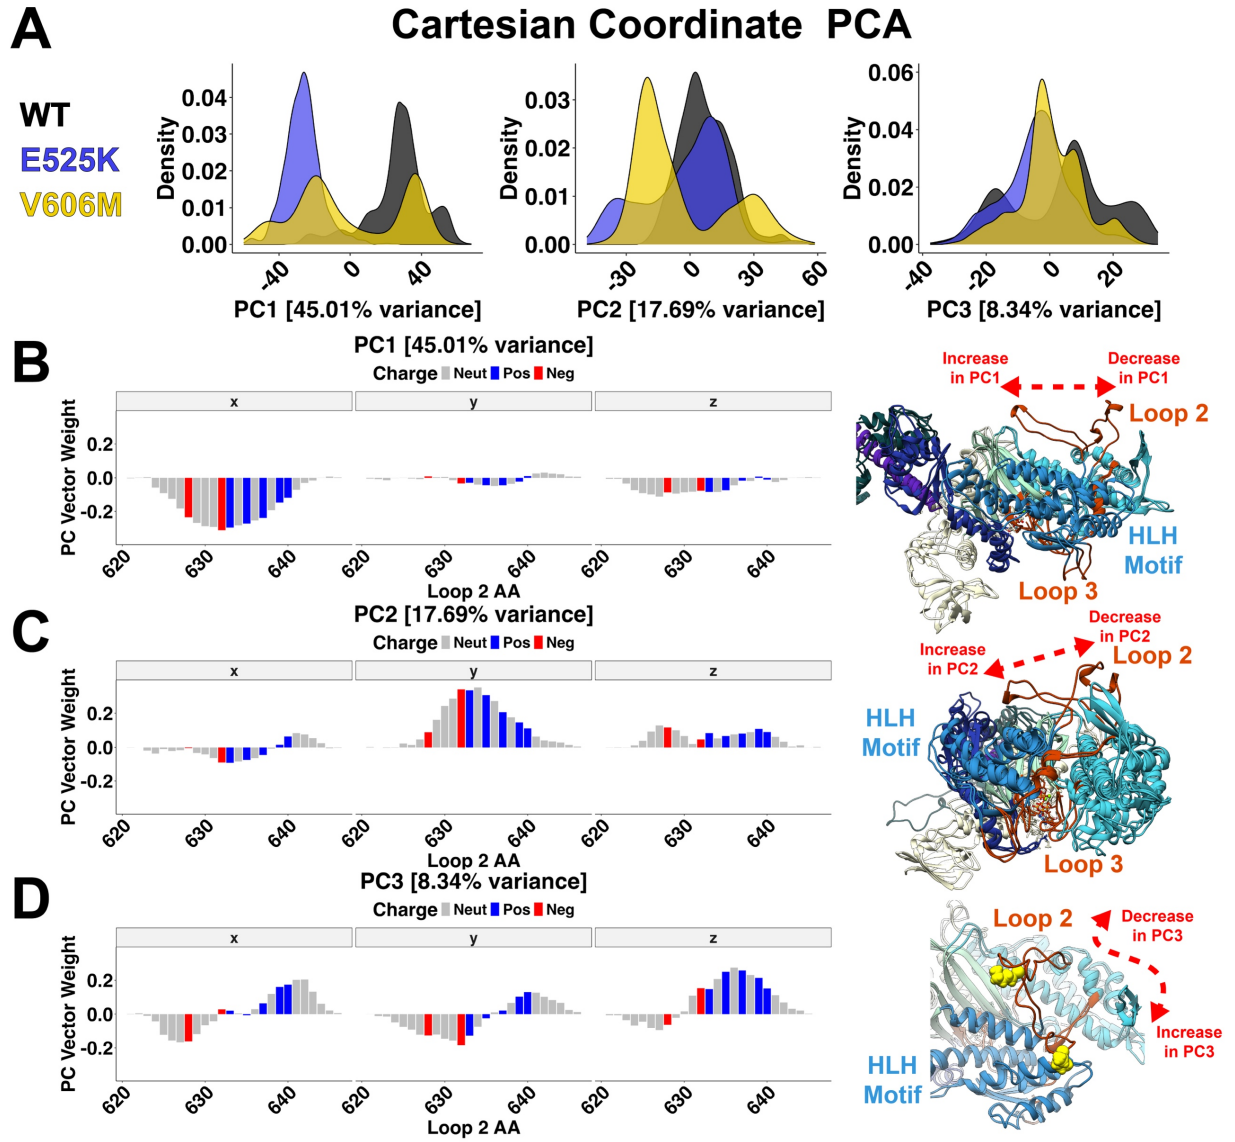 A
Cartesian Coordinate PCA
WT
E525K
V606M
Density
0.04
0.03
0.02
0.01
0.00
-40
0
40
PC1 [45.01% variance]
Density
0.03
0.02
0.01
0.00
-30
0
30
60
PC2 [17.69% variance]
Density
0.06
0.04
0.02
0.00
-40
-20
0
20
PC3 [8.34% variance]
B
PC1 [45.01% variance]
Charge Neut Pos Neg
x y z
PC Vector Weight
0.2
0.0
-0.2
620 630 640 620 630 640 620 630 640
Loop 2 AA
Increase
in PC1
Decrease
in PC1
Loop 2
HLH
Motif
Loop 3
C
PC2 [17.69% variance]
Charge Neut Pos Neg
x y z
PC Vector Weight
0.2
0.0
-0.2
620 630 640 620 630 640 620 630 640
Loop 2 AA
Decrease
in PC2
Increase
in PC2
Loop 2
HLH
Motif
Loop 3
D
PC3 [8.34% variance]
Charge Neut Pos Neg
x y z
PC Vector Weight
0.2
0.0
-0.2
620 630 640 620 630 640 620 630 640
Loop 2 AA
Loop 2
Decrease
in PC3
Increase
in PC3
HLH
Motif